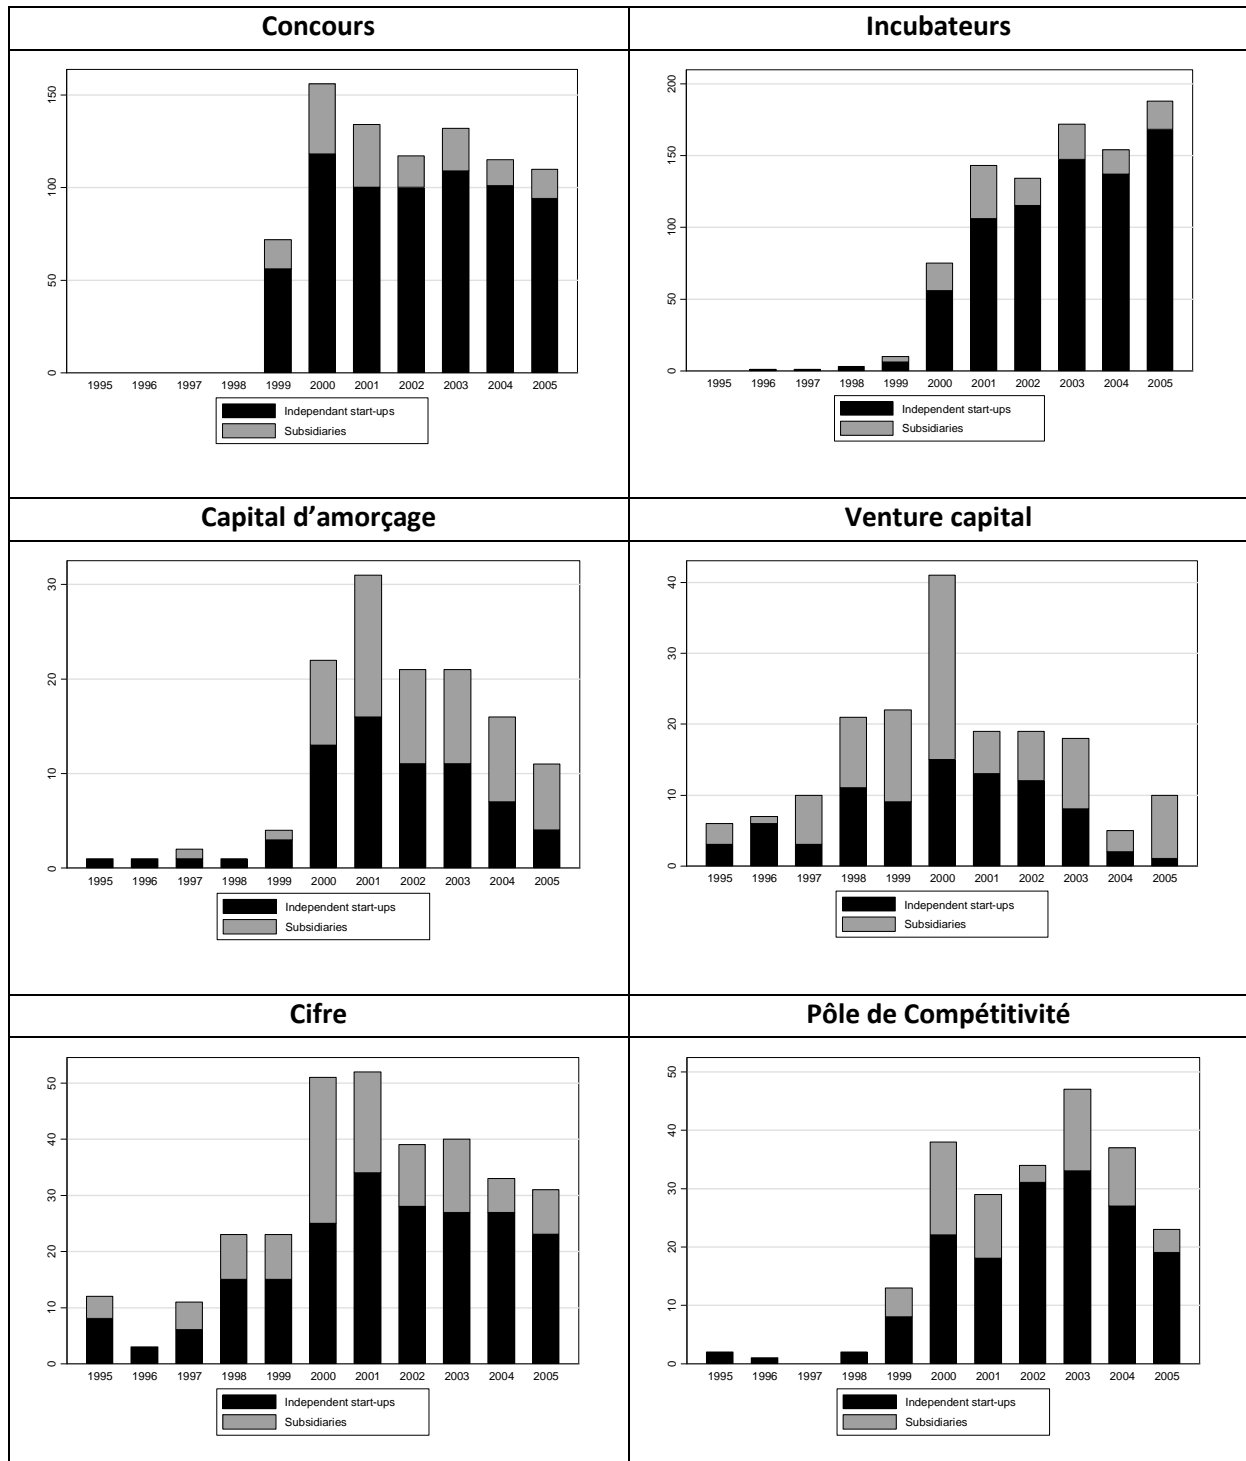 Concours
Incubateurs
150
100
50
0
1995 1996 1997 1998 1999 2000 2001 2002 2003 2004 2005
Independant start-ups
Subsidiaries
200
150
100
50
0
1995 1996 1997 1998 1999 2000 2001 2002 2003 2004 2005
Independent start-ups
Subsidiaries
Capital d’amorçage
Venture capital
30
20
10
0
1995 1996 1997 1998 1999 2000 2001 2002 2003 2004 2005
Independent start-ups
Subsidiaries
40
30
20
10
0
1995 1996 1997 1998 1999 2000 2001 2002 2003 2004 2005
Independent start-ups
Subsidiaries
Cifre
Pôle de Compétitivité
50
40
30
20
10
0
1995 1996 1997 1998 1999 2000 2001 2002 2003 2004 2005
Independent start-ups
Subsidiaries
50
40
30
20
10
0
1995 1996 1997 1998 1999 2000 2001 2002 2003 2004 2005
Independent start-ups
Subsidiaries